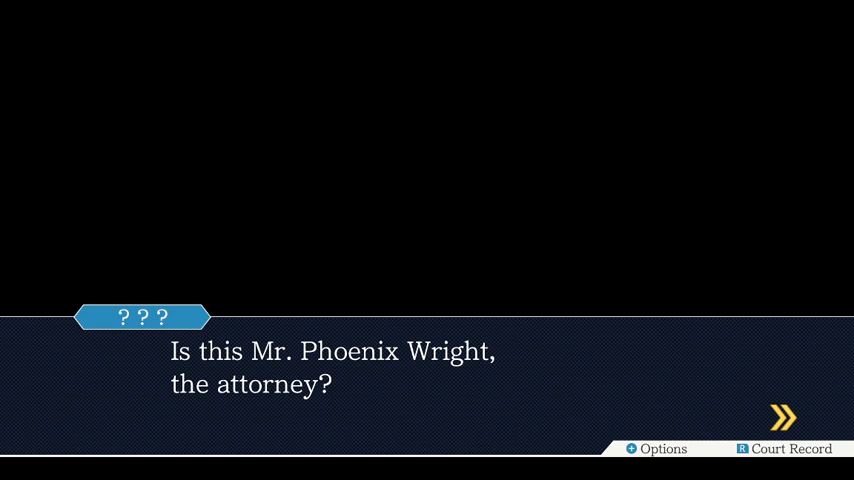 ? ? ?
Is this Mr. Phoenix Wright,
the attorney?
+ Options R Court Record